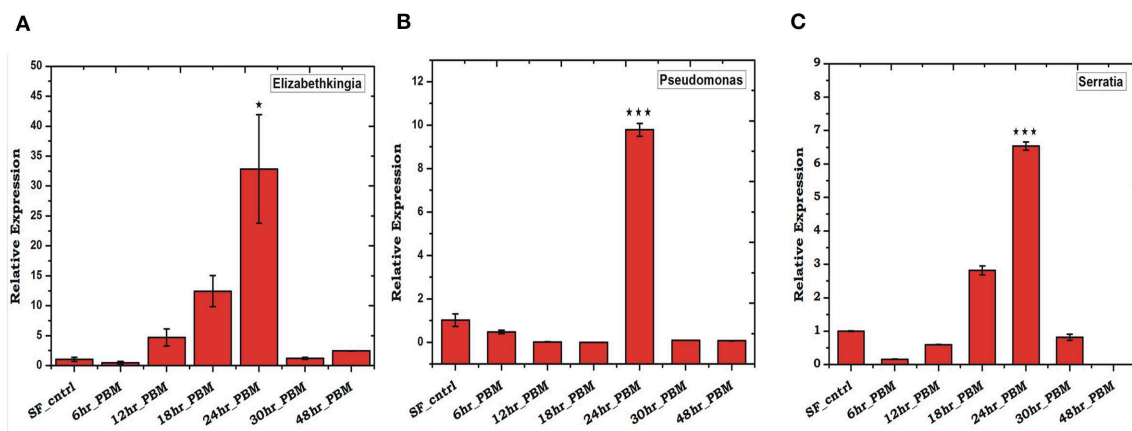 A
Relative Expression
50
45
40
35
30
25
20
15
10
5
0
Elizabethkingia
*
SF_cntrl
6hr_PBM
12hr_PBM
18hr_PBM
24hr_PBM
30hr_PBM
48hr_PBM
B
Relative Expression
12
10
8
6
4
2
0
Pseudomonas
***
SF_cntrl
6hr_PBM
12hr_PBM
18hr_PBM
24hr_PBM
30hr_PBM
48hr_PBM
C
Relative Expression
9
8
7
6
5
4
3
2
1
0
Serratia
***
SF_cntrl
6hr_PBM
12hr_PBM
18hr_PBM
24hr_PBM
30hr_PBM
48hr_PBM